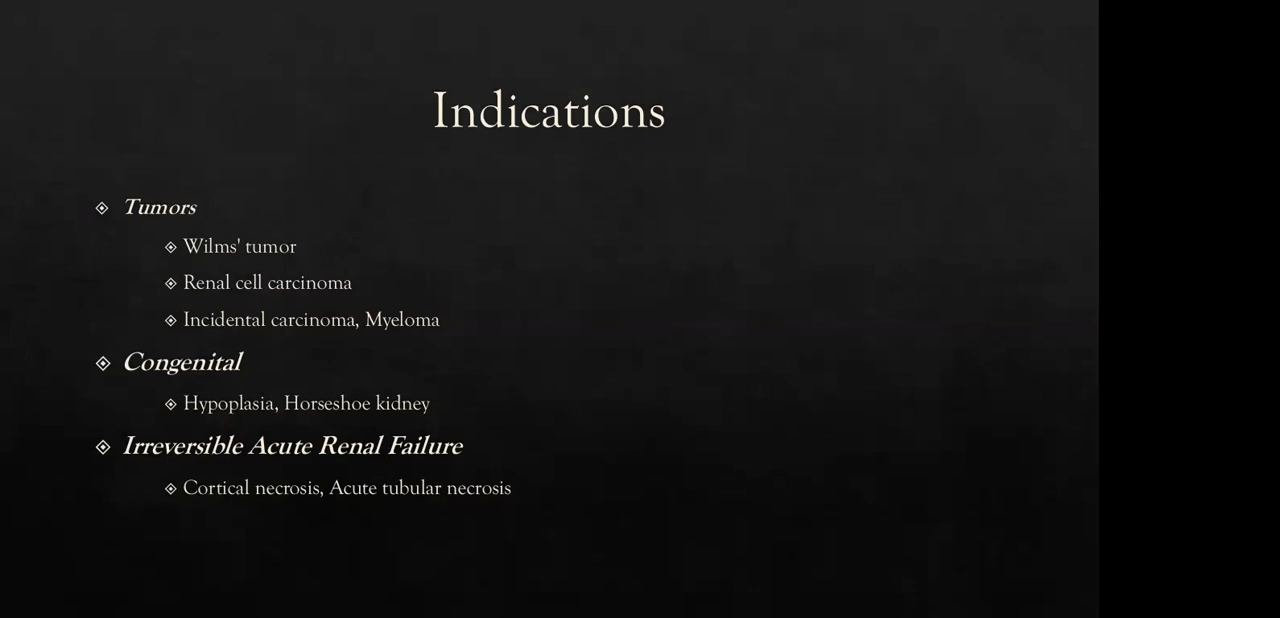 Indications
Tumors
Wilms' tumor
Renal cell carcinoma
Incidental carcinoma, Myeloma
Congenital
Hypoplasia, Horseshoe kidney
Irreversible Acute Renal Failure
Cortical necrosis, Acute tubular necrosis